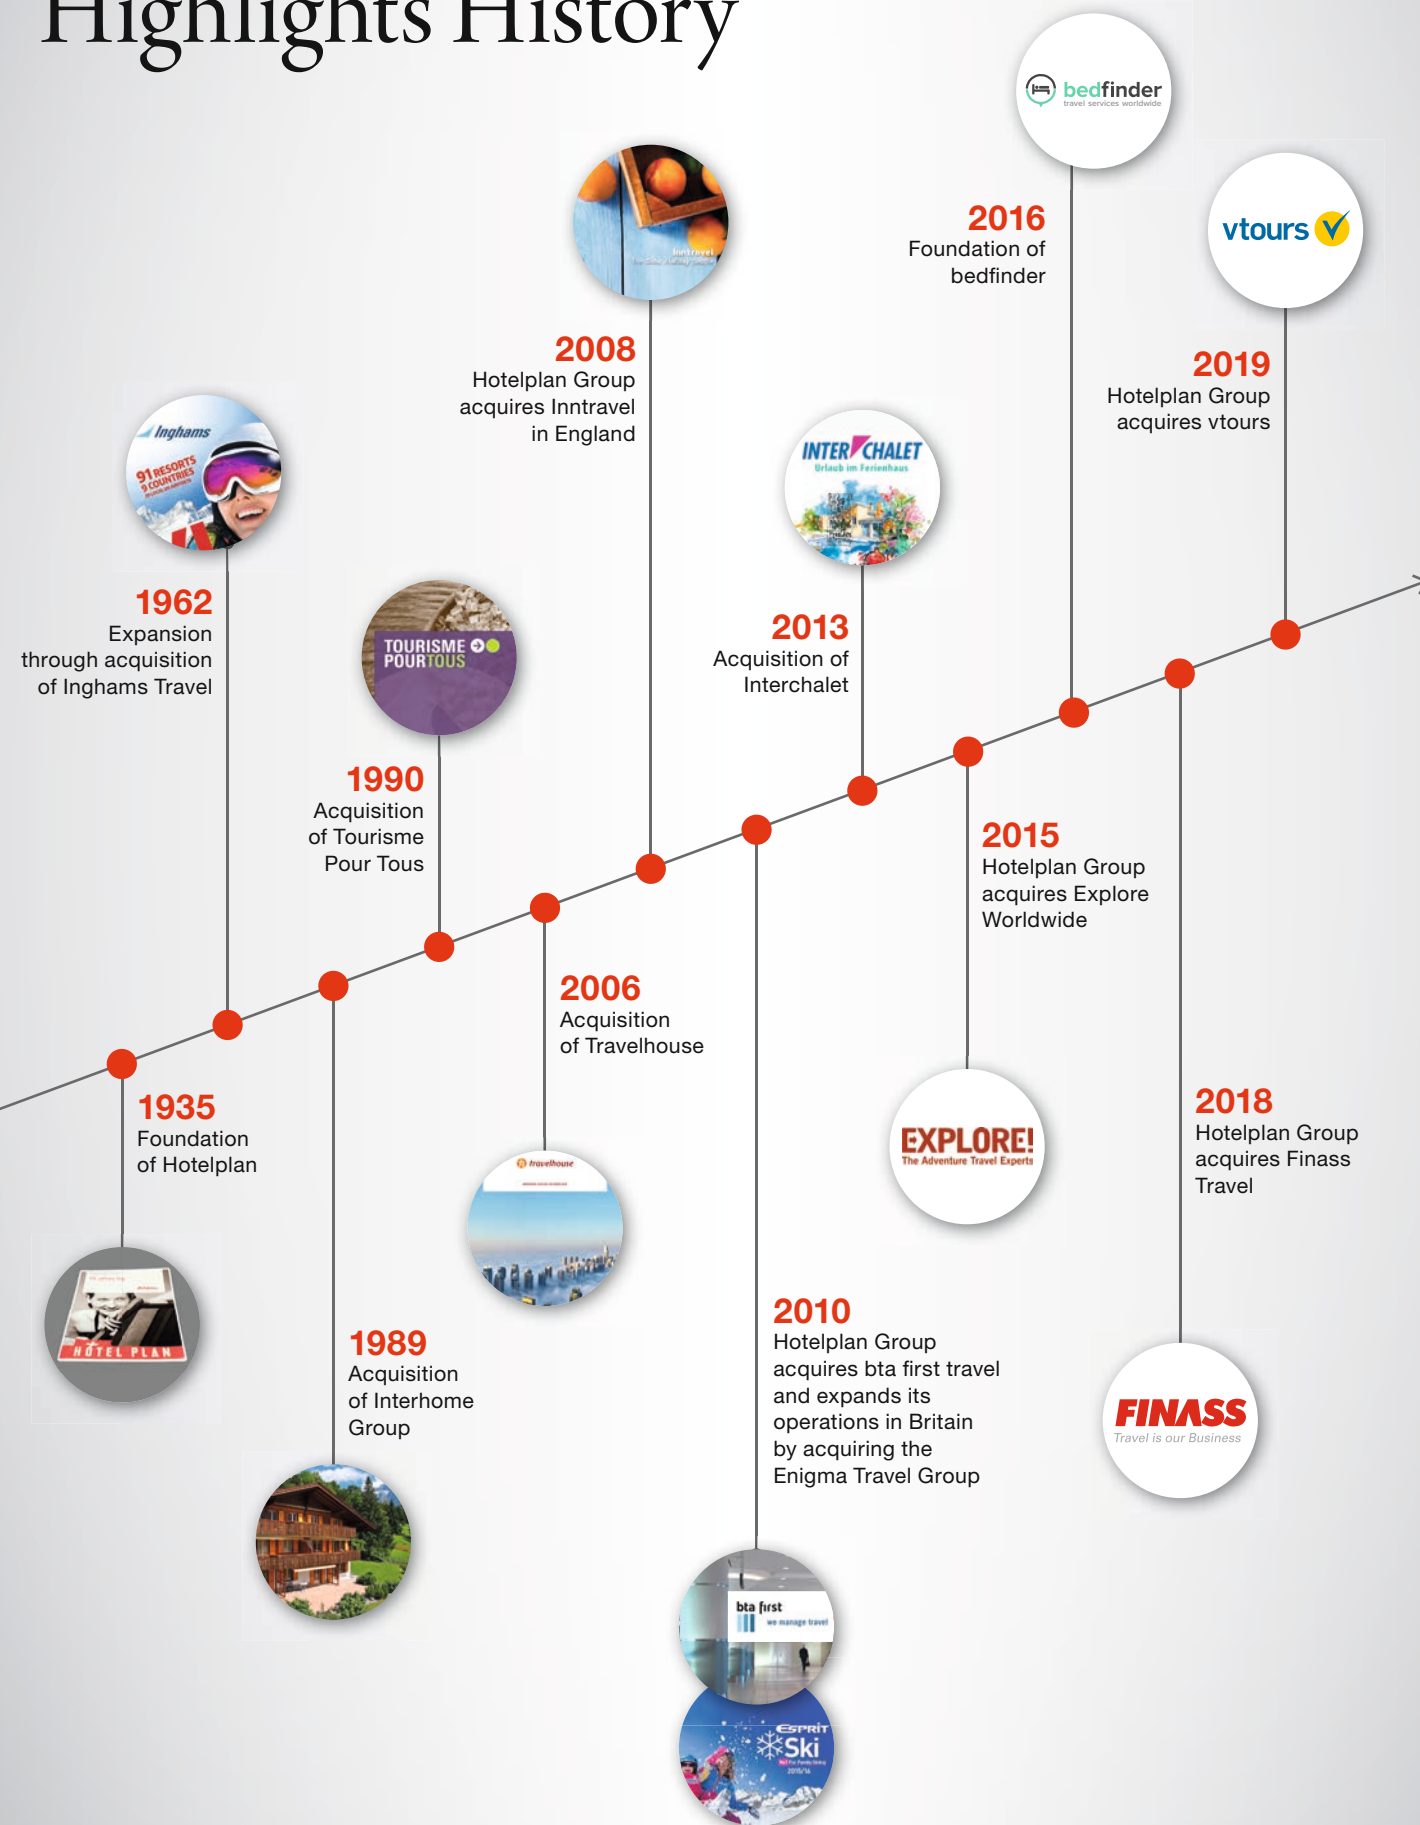 Highlights History
bedfinder
travel services worldwide
2016
Foundation of
bedfinder
vtours
2019
Hotelplan Group
acquires vtours
Inntravel
2008
Hotelplan Group
acquires Inntravel
in England
INTER CHALET
Urlaub im Ferienhaus
2013
Acquisition of
Interchalet
Inghams
91 RESORTS
9 COUNTRIES
1962
Expansion
through acquisition
of Inghams Travel
TOURISME
POURTOUS
1990
Acquisition
of Tourisme
Pour Tous
2015
Hotelplan Group
acquires Explore
Worldwide
EXPLORE!
The Adventure Travel Experts
2006
Acquisition
of Travelhouse
travelhouse
1935
Foundation
of Hotelplan
HOTEL PLAN
2018
Hotelplan Group
acquires Finass
Travel
FINASS
Travel is our Business
1989
Acquisition
of Interhome
Group
2010
Hotelplan Group
acquires bta first travel
and expands its
operations in Britain
by acquiring the
Enigma Travel Group
bta first
we manage travel
ESPRIT
Ski
2015/16